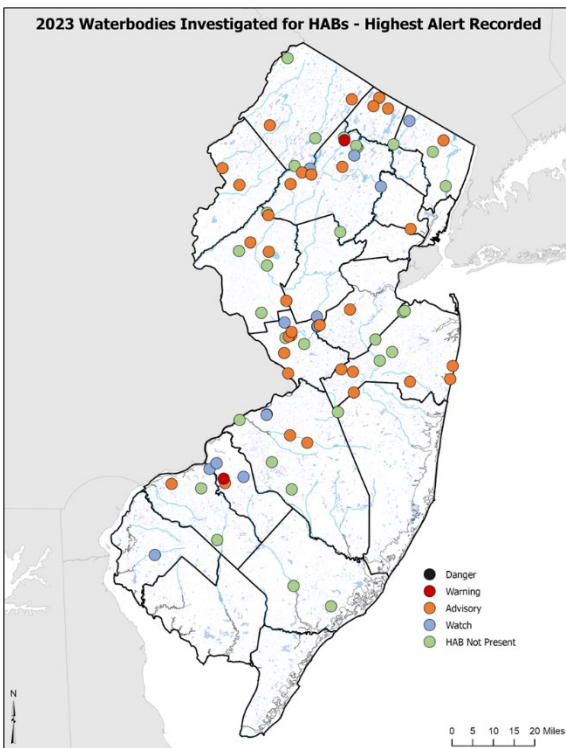 2023 Waterbodies Investigated for HABs - Highest Alert Recorded
Danger
Warning
Advisory
Watch
HAB Not Present
N
0 5 10 20 Miles